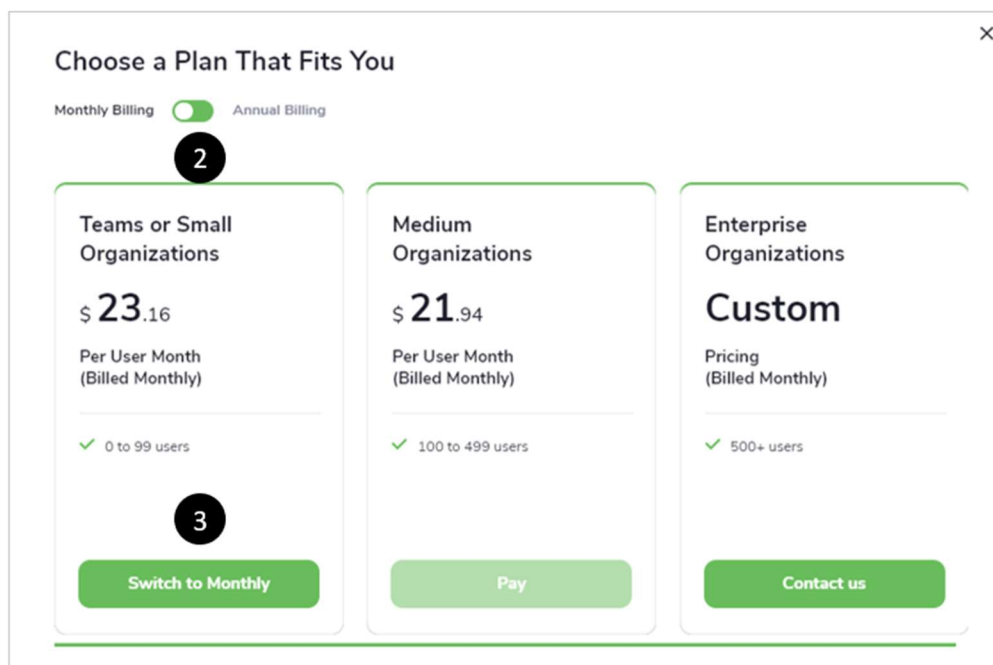 Choose a Plan That Fits You
Monthly Billing Annual Billing
2
Teams or Small
Organizations
$ 23.16
Per User Month
(Billed Monthly)
0 to 99 users
3
Switch to Monthly
Medium
Organizations
$ 21.94
Per User Month
(Billed Monthly)
100 to 499 users
Pay
Enterprise
Organizations
Custom
Pricing
(Billed Monthly)
500+ users
Contact us